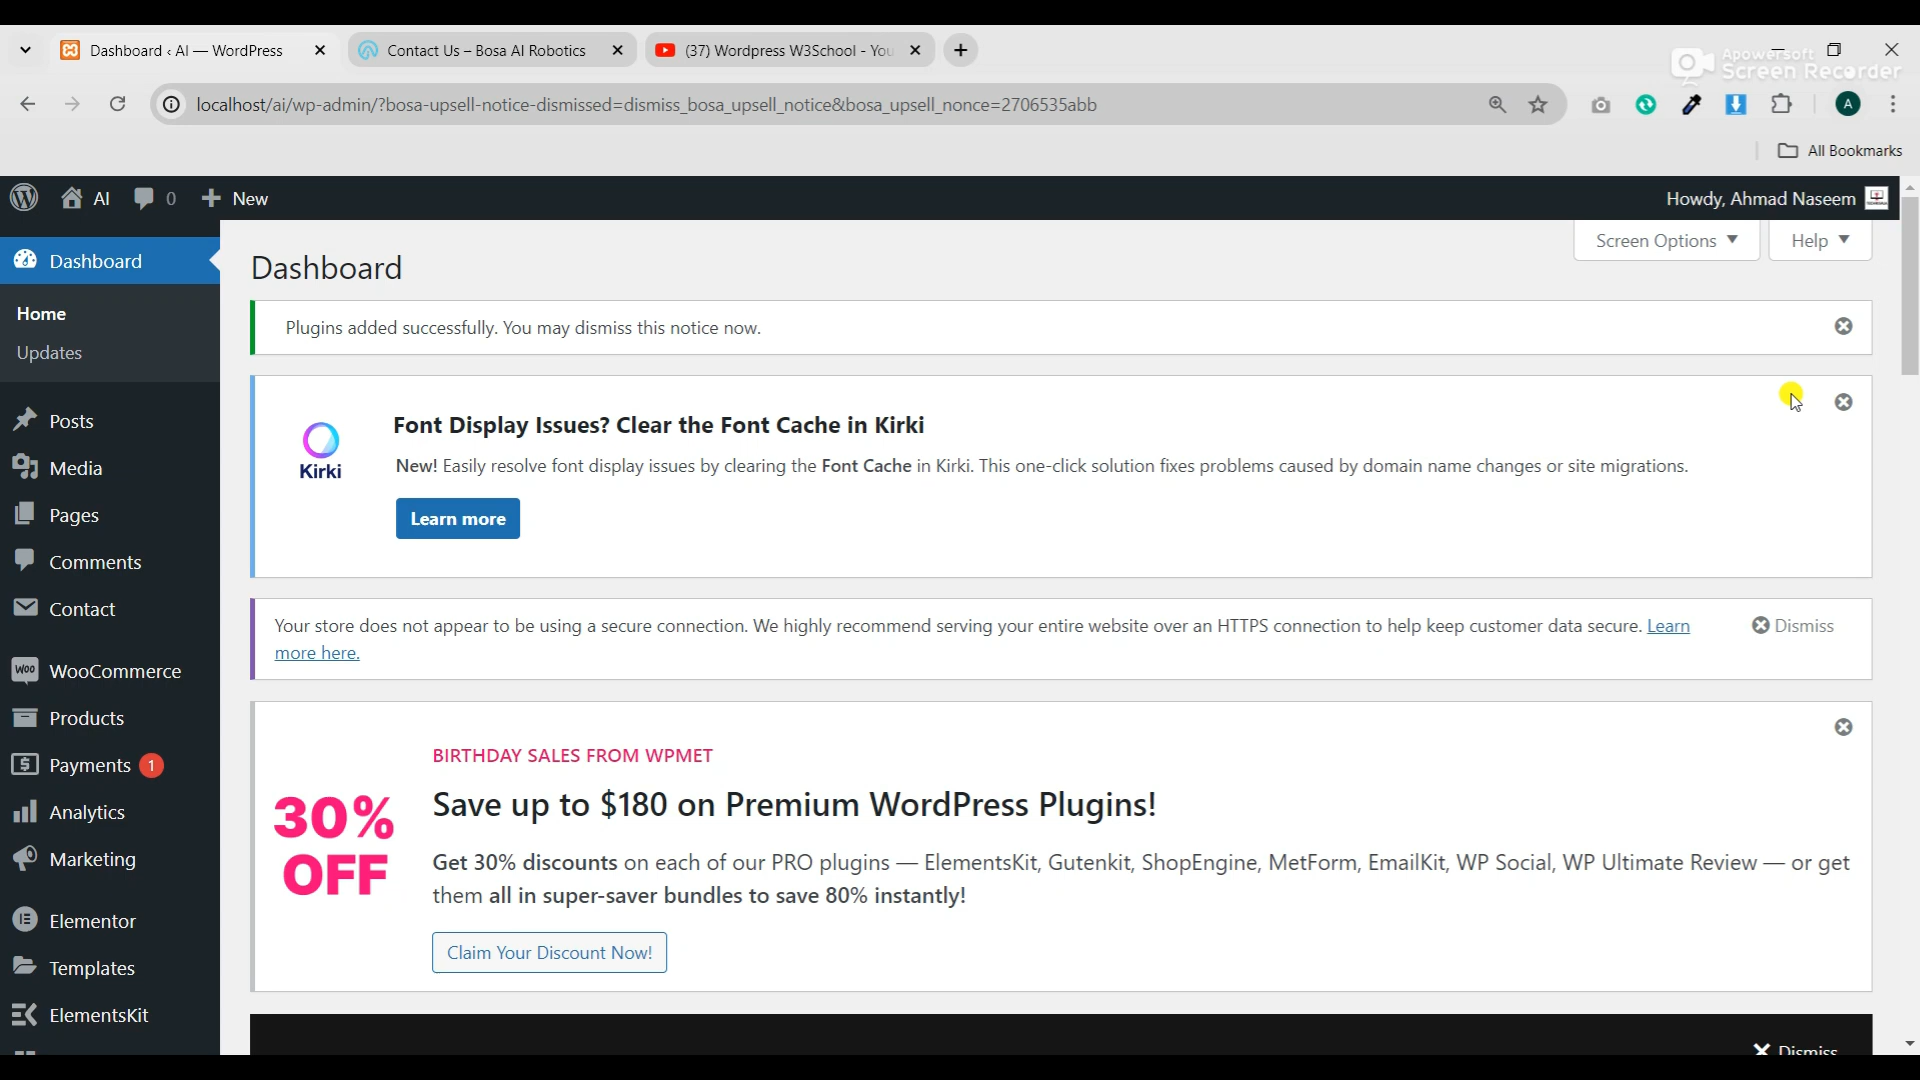 Dashboard ‹ AI — WordPress
Contact Us – Bosa AI Robotics
(37) Wordpress W3School - You
Apowersoft
Screen Recorder
localhost/ai/wp-admin/?bosa-upsell-notice-dismissed=dismiss_bosa_upsell_notice&bosa_upsell_nonce=2706535abb
A
All Bookmarks
AI
0
New
Howdy, Ahmad Naseem
Screen Options
Help
Dashboard
Dashboard
Home
Updates
Posts
Media
Pages
Comments
Contact
Woo WooCommerce
Products
Payments 1
Analytics
Marketing
Elementor
Templates
ElementsKit
Plugins added successfully. You may dismiss this notice now.
Kirki
Font Display Issues? Clear the Font Cache in Kirki
New! Easily resolve font display issues by clearing the Font Cache in Kirki. This one-click solution fixes problems caused by domain name changes or site migrations.
Learn more
Your store does not appear to be using a secure connection. We highly recommend serving your entire website over an HTTPS connection to help keep customer data secure. Learn
more here.
Dismiss
30%
OFF
BIRTHDAY SALES FROM WPMET
Save up to $180 on Premium WordPress Plugins!
Get 30% discounts on each of our PRO plugins — ElementsKit, Gutenkit, ShopEngine, MetForm, EmailKit, WP Social, WP Ultimate Review — or get
them all in super-saver bundles to save 80% instantly!
Claim Your Discount Now!
Dismiss